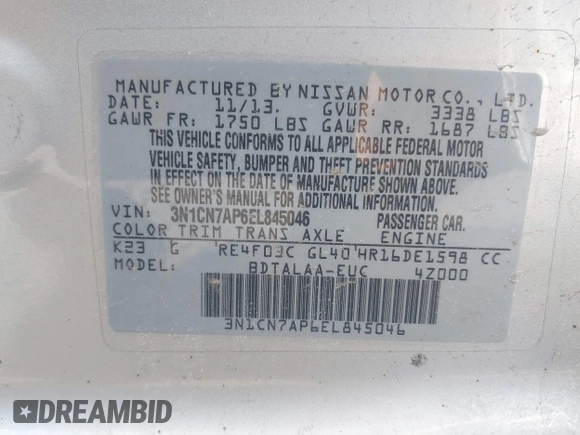 MANUFACTURED BY NISSAN MOTOR CO., LTD.
DATE: 11/13. GVWR: 3338 LBS
GAWR FR: 1750 LBS GAWR RR: 1687 LBS
THIS VEHICLE CONFORMS TO ALL APPLICABLE FEDERAL MOTOR
VEHICLE SAFETY, BUMPER AND THEFT PREVENTION STANDARDS
IN EFFECT ON THE DATE OF MANUFACTURE SHOWN ABOVE.
SEE OWNER'S MANUAL FOR ADDITIONAL INFORMATION.
VIN: 3N1CN7AP6EL845046 PASSENGER CAR.
COLOR TRIM TRANS AXLE ENGINE
K23 G RE4F03C GL40 HR16DE1598 CC
MODEL: BDTALAA-EUC 4Z000
3N1CN7AP6EL845046
DREAMBID